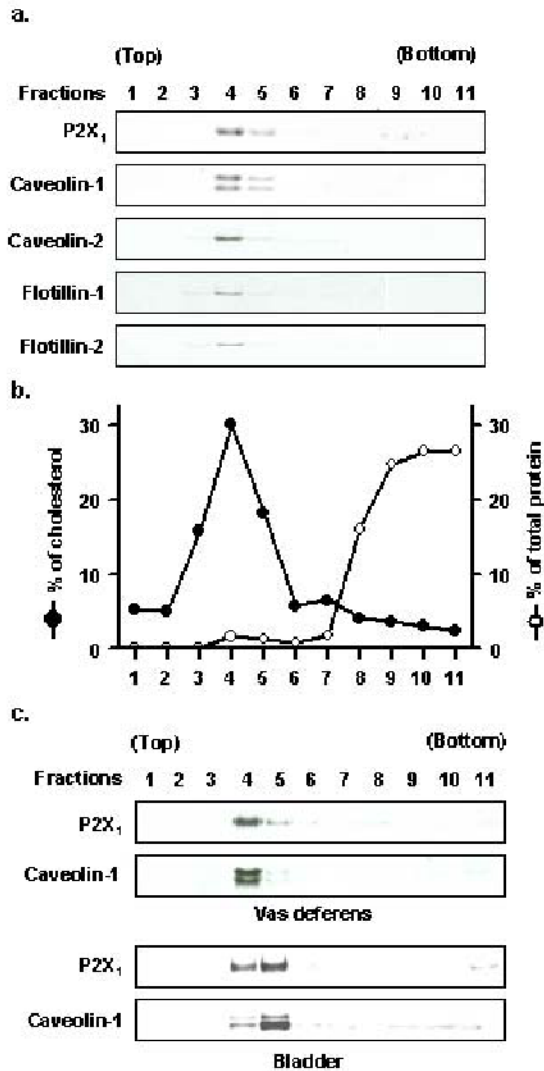 a.
(Top) (Bottom)
Fractions 1 2 3 4 5 6 7 8 9 10 11
P2X₁
Caveolin-1
Caveolin-2
Flotillin-1
Flotillin-2
b.
30 30
20 20
10 10
0 0
% of cholesterol
% of total protein
1 2 3 4 5 6 7 8 9 10 11
c.
(Top) (Bottom)
Fractions 1 2 3 4 5 6 7 8 9 10 11
P2X₁
Caveolin-1
Vas deferens
P2X₁
Caveolin-1
Bladder